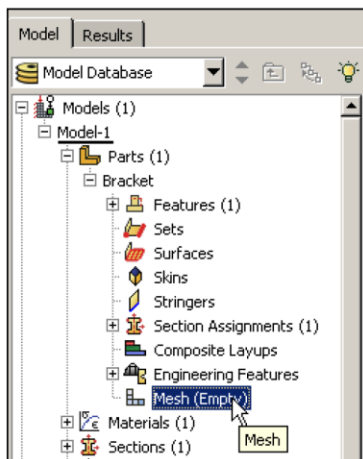 Model Results
Model Database
Models (1)
Model-1
Parts (1)
Bracket
Features (1)
Sets
Surfaces
Skins
Stringers
Section Assignments (1)
Composite Layups
Engineering Features
Mesh (Empty)
Materials (1)
Mesh
Sections (1)